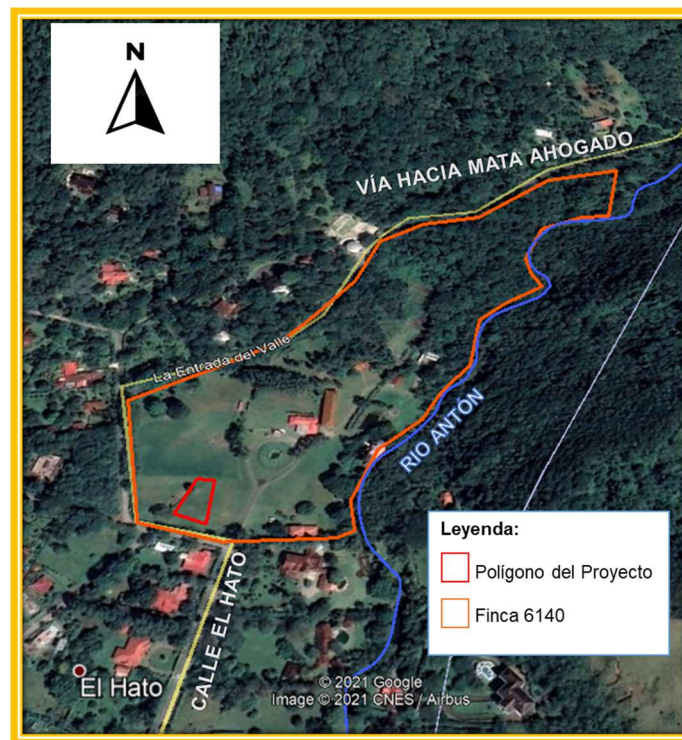 N
VÍA HACIA MATA AHOGADO
La Entrada del Valle
RIO ANTÓN
Leyenda:
Polígono del Proyecto
Finca 6140
CALLE EL HATO
El Hato
© 2021 Google
Image © 2021 CNES / Airbus